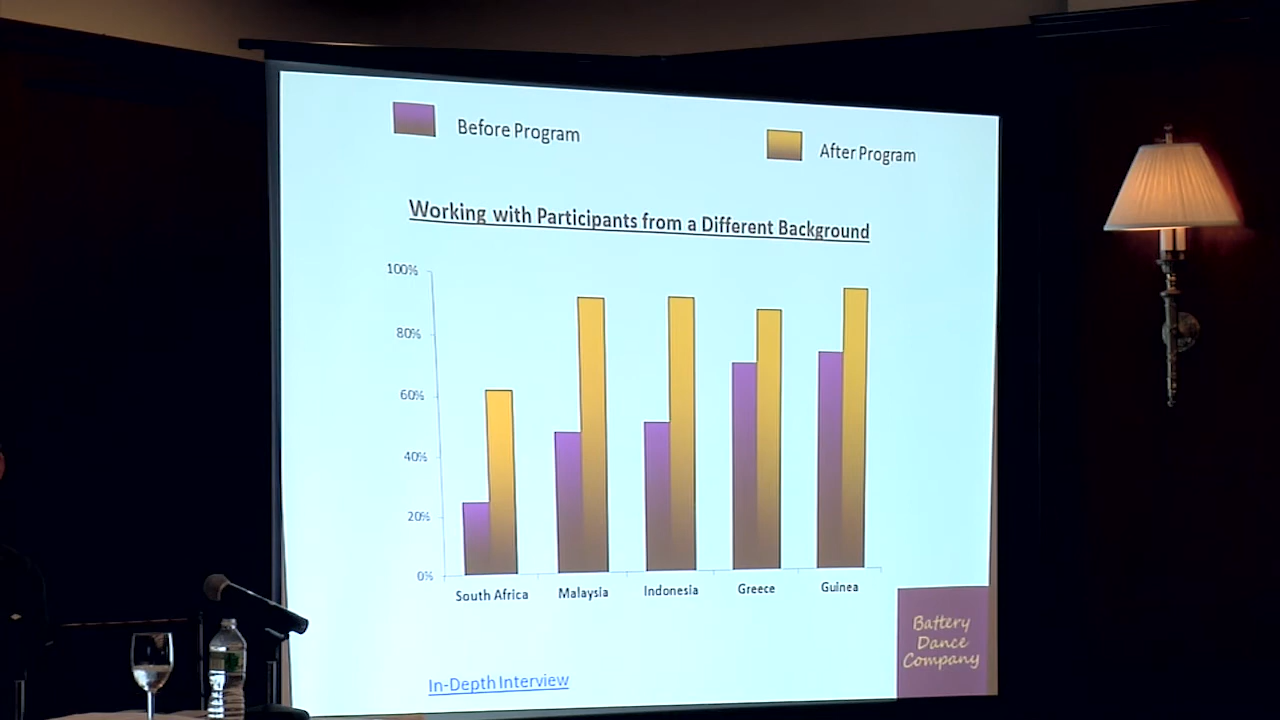 Before Program
After Program
Working with Participants from a Different Background
100%
80%
60%
40%
20%
0%
South Africa
Malaysia
Indonesia
Greece
Guinea
Battery
Dance
Company
In-Depth Interview